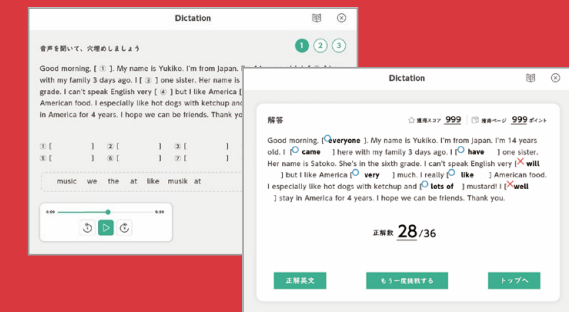 Dictation
音声を聞いて、穴埋めしましょう
1 2 3
Good morning, [ ① ]. My name is Yukiko. I'm from Japan.
with my family 3 days ago. I [ ③ ] one sister. Her name is
grade. I can't speak English very [ ④ ] but I like America [
American food. I especially like hot dogs with ketchup and
in America for 4 years. I hope we can be friends. Thank yo
①[ ] ②[ ] ③[ ]
⑤[ ] ⑥[ ] ⑦[ ]
music we the at like musik at
Dictation
解答
獲得スコア 999 獲得ページ 999 ポイント
Good morning, [everyone ]. My name is Yukiko. I'm from Japan. I'm 14 years
old. I [ came ] here with my family 3 days ago. I [ have ] one sister.
Her name is Satoko. She's in the sixth grade. I can't speak English very [ will
] but I like America [ very ] much. I really [ like ] American food.
I especially like hot dogs with ketchup and [ lots of ] mustard! I [ well
] stay in America for 4 years. I hope we can be friends. Thank you.
正解数 28/36
正解英文 もう一度挑戦する トップへ